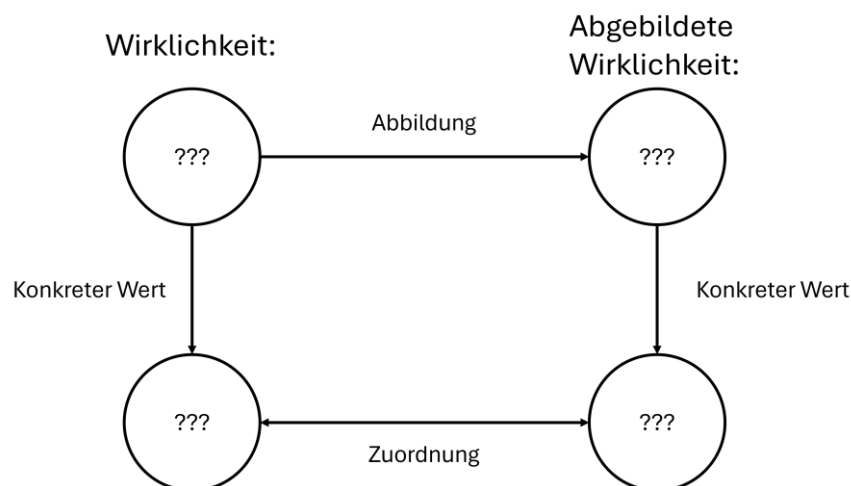 Wirklichkeit:
Abgebildete
Wirklichkeit:
Abbildung
???
???
Konkreter Wert
Konkreter Wert
???
???
Zuordnung